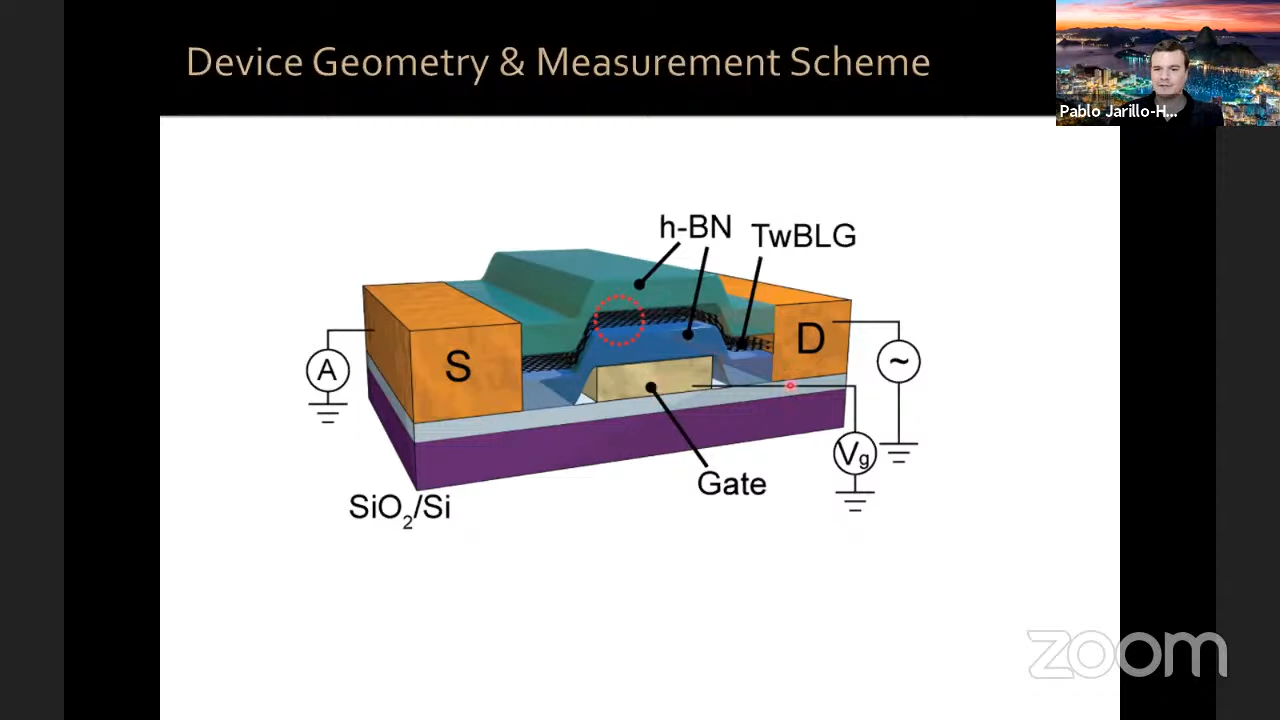 Device Geometry & Measurement Scheme
Pablo Jarillo-H...
h-BN
TwBLG
S
D
A
~
Vg
Gate
SiO2/Si
zoom